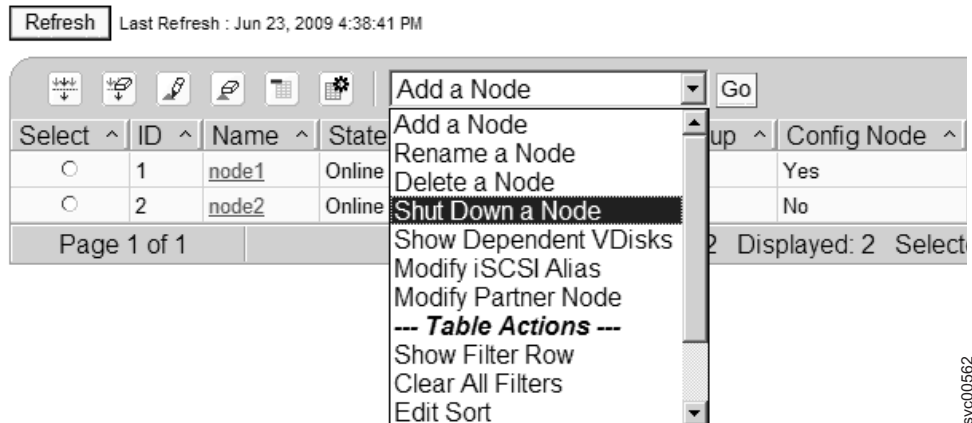 Refresh Last Refresh : Jun 23, 2009 4:38:41 PM
Add a Node Go
Select ID Name State up Config Node
1 node1 Online Yes
2 node2 Online No
Page 1 of 1 2 Displayed: 2 Select
Add a Node
Rename a Node
Delete a Node
Shut Down a Node
Show Dependent VDisks
Modify iSCSI Alias
Modify Partner Node
--- Table Actions ---
Show Filter Row
Clear All Filters
Edit Sort
svc00562